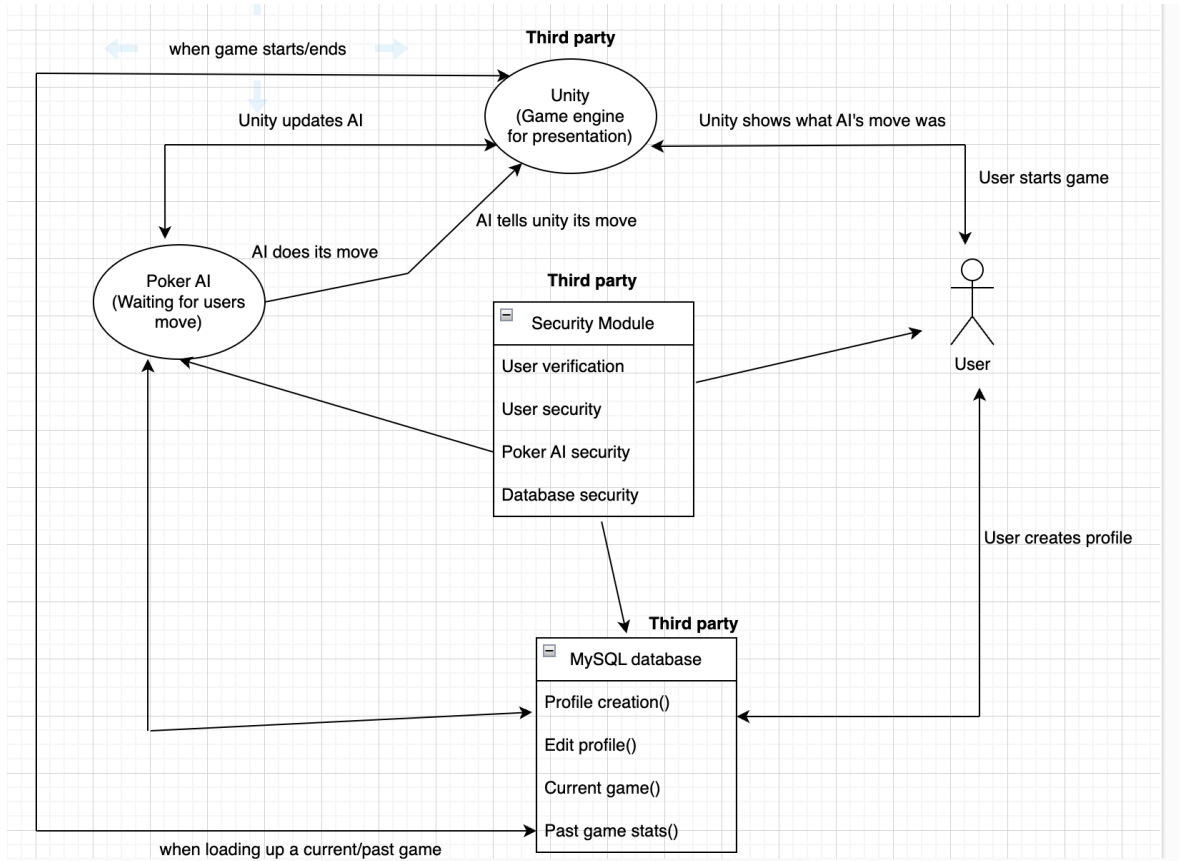 Third party
when game starts/ends
Unity
(Game engine
for presentation)
Unity updates AI
Unity shows what AI's move was
User starts game
AI tells unity its move
AI does its move
Third party
Poker AI
(Waiting for users
move)
Security Module
User verification
User security
Poker AI security
Database security
User
User creates profile
Third party
MySQL database
Profile creation()
Edit profile()
Current game()
Past game stats()
when loading up a current/past game